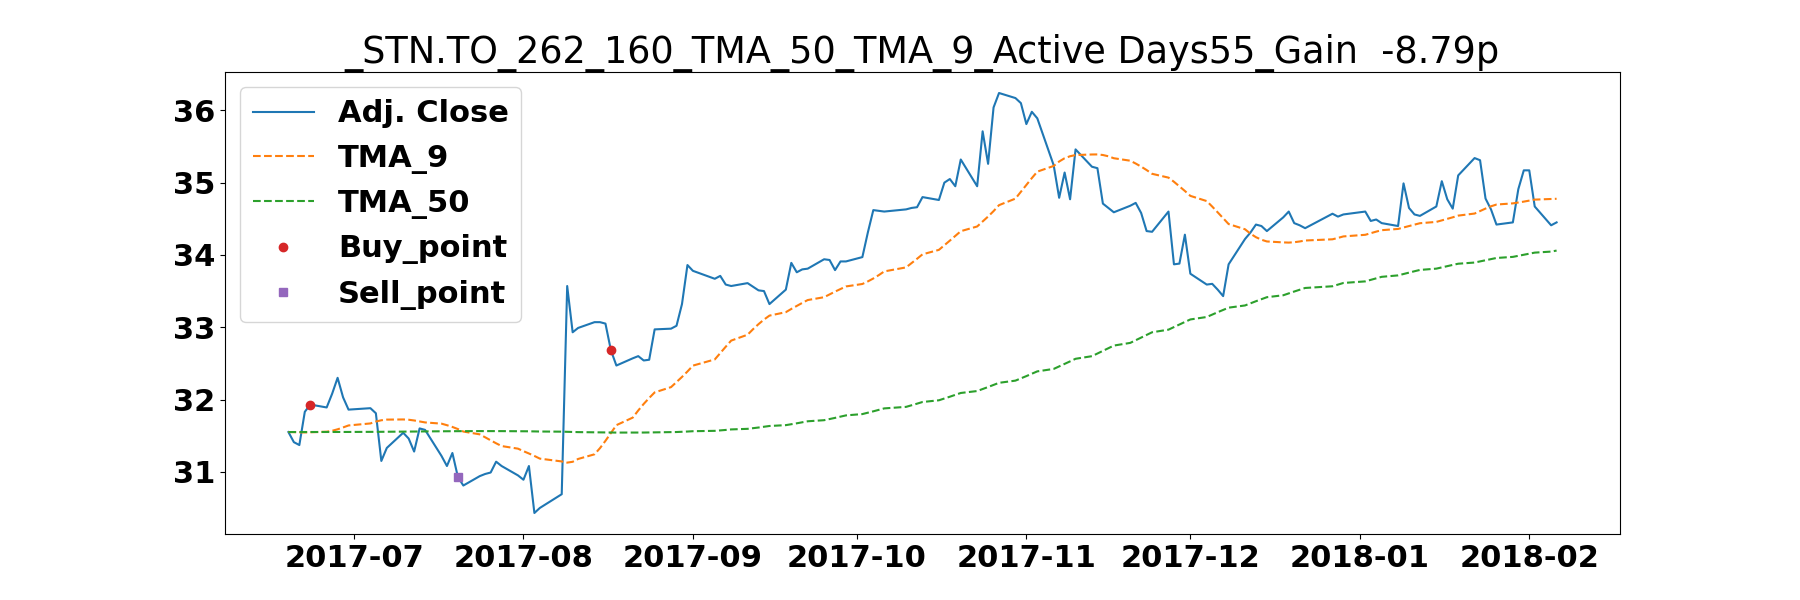 _STN.TO_262_160_TMA_50_TMA_9_Active Days55_Gain  -8.79p
Adj. Close
TMA_9
TMA_50
Buy_point
Sell_point
36
35
34
33
32
31
2017-07 2017-08 2017-09 2017-10 2017-11 2017-12 2018-01 2018-02